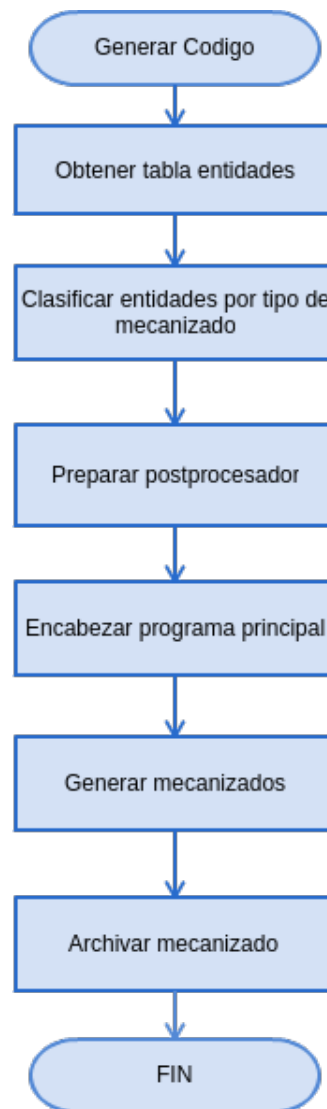 Generar Codigo
Obtener tabla entidades
Clasificar entidades por tipo de
mecanizado
Preparar postprocesador
Encabezar programa principal
Generar mecanizados
Archivar mecanizado
FIN